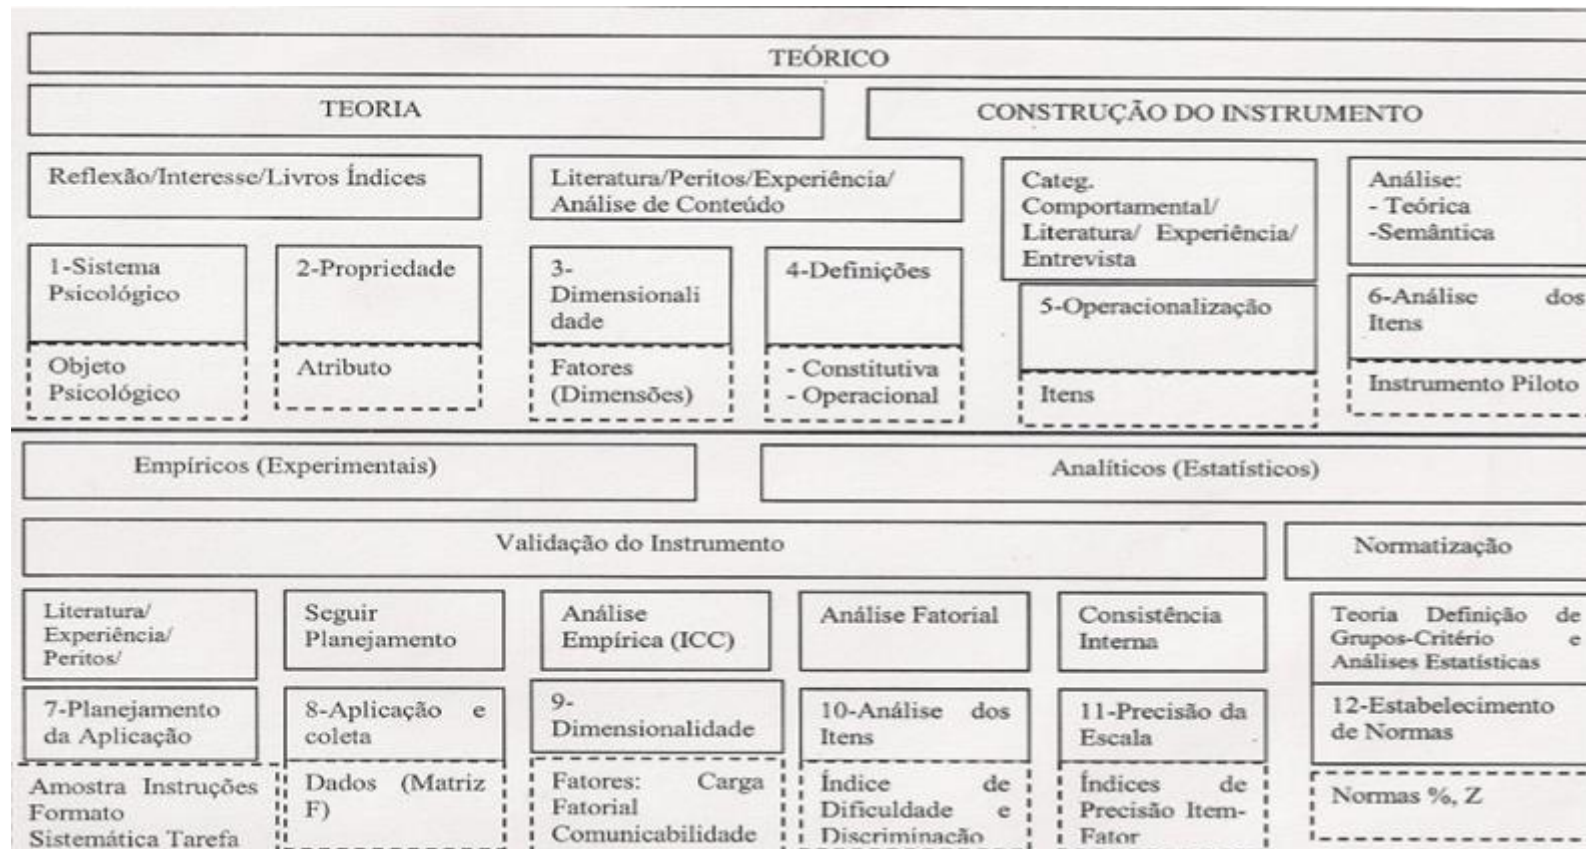 TEÓRICO
TEORIA
CONSTRUÇÃO DO INSTRUMENTO
Reflexão/Interesse/Livros Índices
Literatura/Peritos/Experiência/
Análise de Conteúdo
Categ.
Comportamental/
Literatura/ Experiência/
Entrevista
Análise:
- Teórica
-Semântica
1-Sistema
Psicológico
2-Propriedade
3-
Dimensionali
dade
4-Definições
5-Operacionalização
6-Análise dos
Itens
Objeto
Psicológico
Atributo
Fatores
(Dimensões)
- Constitutiva
- Operacional
Itens
Instrumento Piloto
Empíricos (Experimentais)
Analíticos (Estatísticos)
Validação do Instrumento
Normatização
Literatura/
Experiência/
Peritos/
Seguir
Planejamento
Análise
Empírica (ICC)
Análise Fatorial
Consistência
Interna
Teoria Definição de
Grupos-Critério e
Análises Estatísticas
7-Planejamento
da Aplicação
8-Aplicação e
coleta
9-
Dimensionalidade
10-Análise dos
Itens
11-Precisão da
Escala
12-Estabelecimento
de Normas
Amostra Instruções
Formato
Sistemática Tarefa
Dados (Matriz
F)
Fatores: Carga
Fatorial
Comunicabilidade
Índice de
Dificuldade e
Discriminação
Índices de
Precisão Item-
Fator
Normas %, Z